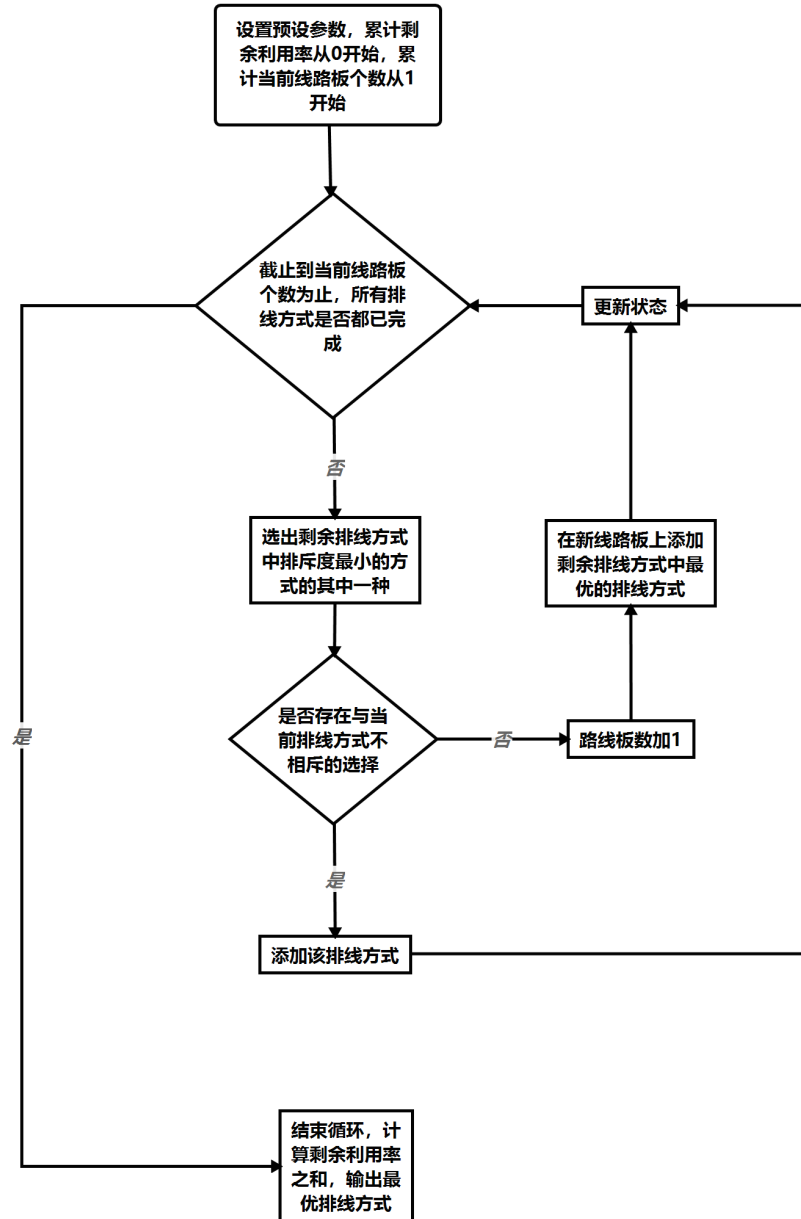 设置预设参数，累计剩
余利用率从0开始，累
计当前线路板个数从1
开始
截止到当前线路板
个数为止，所有排
线方式是否都已完
成
更新状态
否
选出剩余排线方式
中排斥度最小的方
式的其中一种
在新线路板上添加
剩余排线方式中最
优的排线方式
是否存在与当
前排线方式不
相斥的选择
否
路线板数加1
是
是
添加该排线方式
结束循环，计
算剩余利用率
之和，输出最
优排线方式